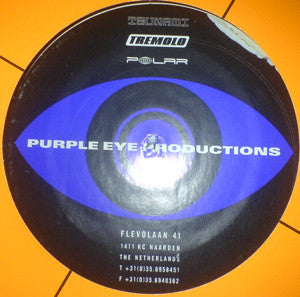 TSUNAMI
TREMOLO
POLAR
PURPLE EYE PRODUCTIONS
FLEVOLAAN 41
1411 KC NAARDEN
THE NETHERLANDS
T +31(0)35.6958451
F +31(0)35.6940362